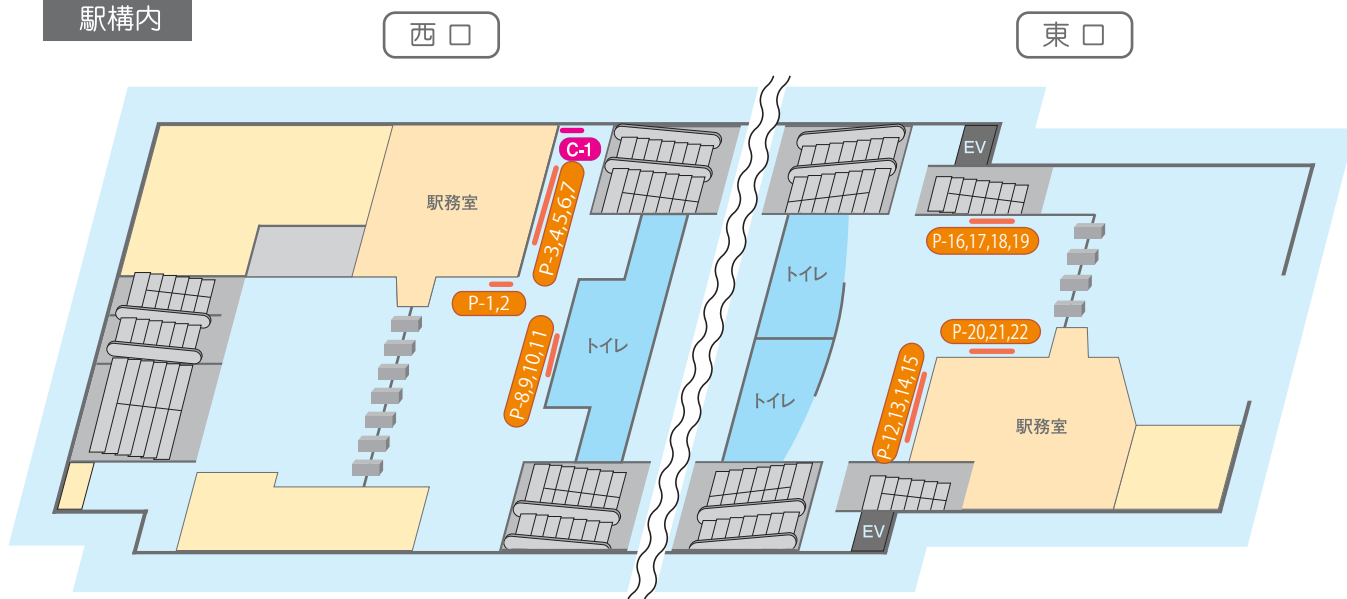 駅構内
西口
東口
EV
C-1
駅務室
P-3,4,5,6,7
P-16,17,18,19
トイレ
P-1,2
P-20,21,22
トイレ
P-8,9,10,11
P-12,13,14,15
トイレ
駅務室
EV